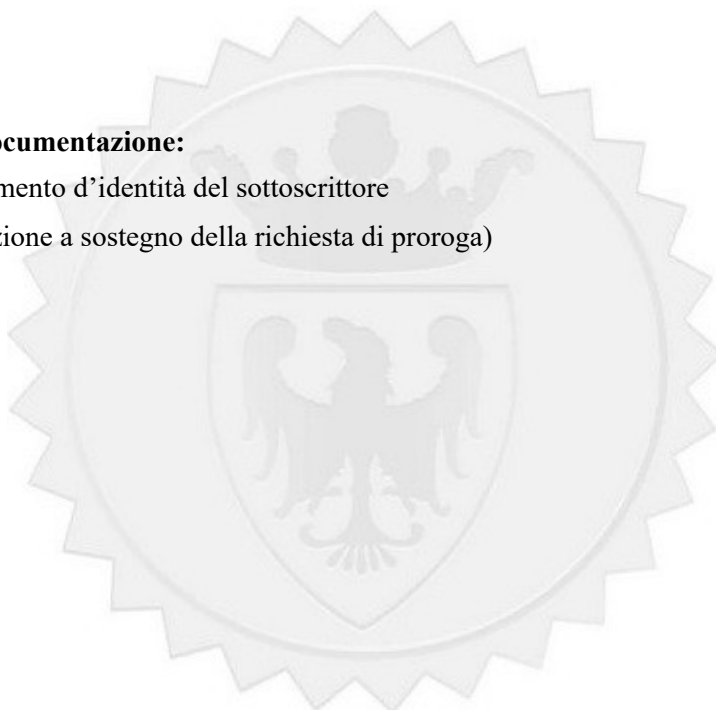 ocumentazione:
mento d’identità del sottoscrittore
zione a sostegno della richiesta di proroga)